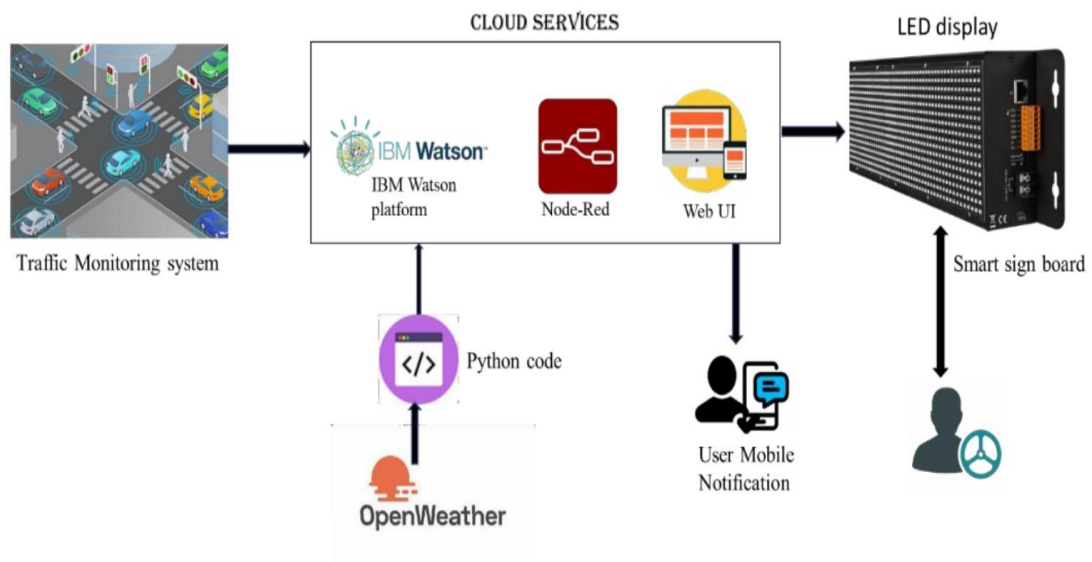 CLOUD SERVICES
LED display
IBM Watson™
IBM Watson
platform
Node-Red
Web UI
Traffic Monitoring system
Smart sign board
</>
Python code
User Mobile
Notification
OpenWeather